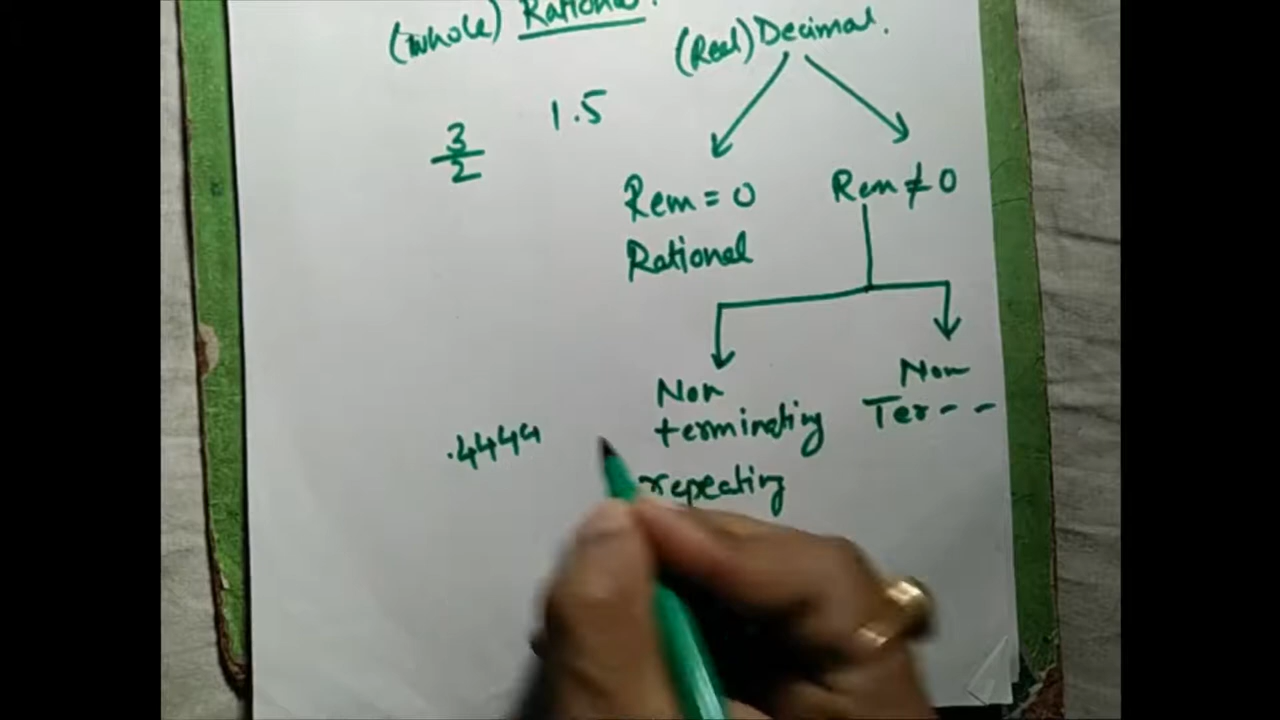 (whole) Rational.
(Real) Decimal.
1.5
3
2
Rem = 0
Rem ≠ 0
Rational
Non
terminating
repeating
Non
Ter- -
.4444